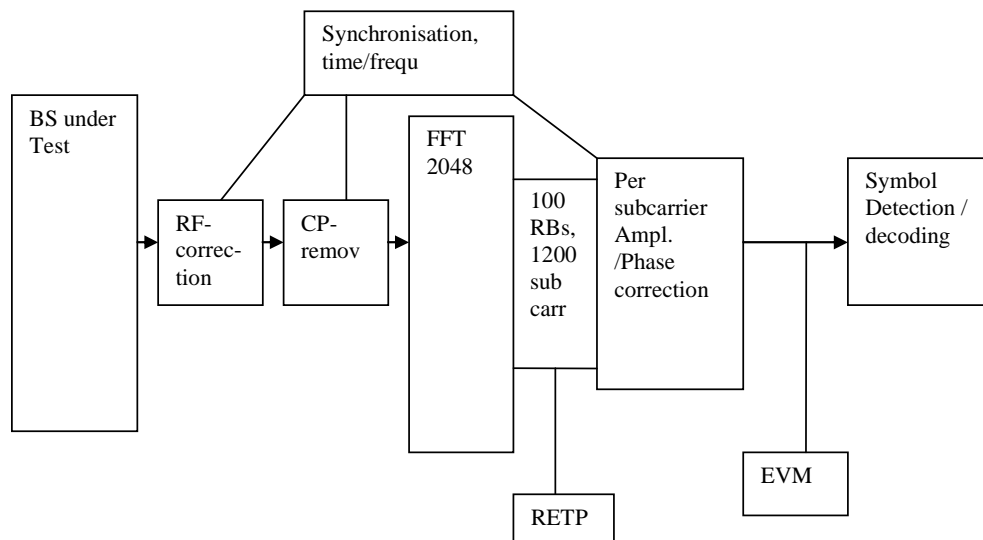 Synchronisation,
time/frequ
BS under
Test
FFT
2048
Per
subcarrier
Ampl.
/Phase
correction
Symbol
Detection /
decoding
100
RBs,
1200
sub
carr
RF-
correc-
tion
CP-
remov
EVM
RETP